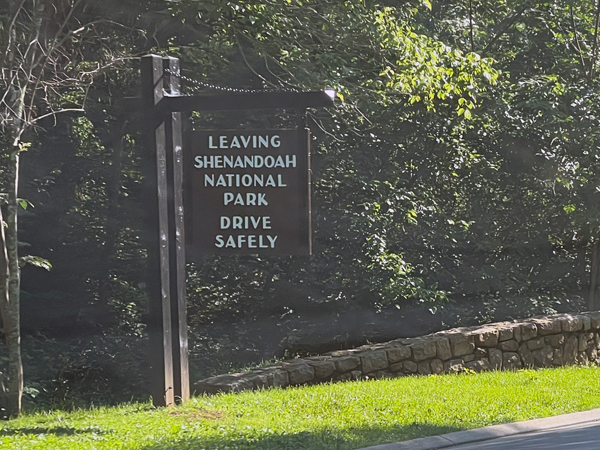 LEAVING
SHENANDOAH
NATIONAL
PARK
DRIVE
SAFELY